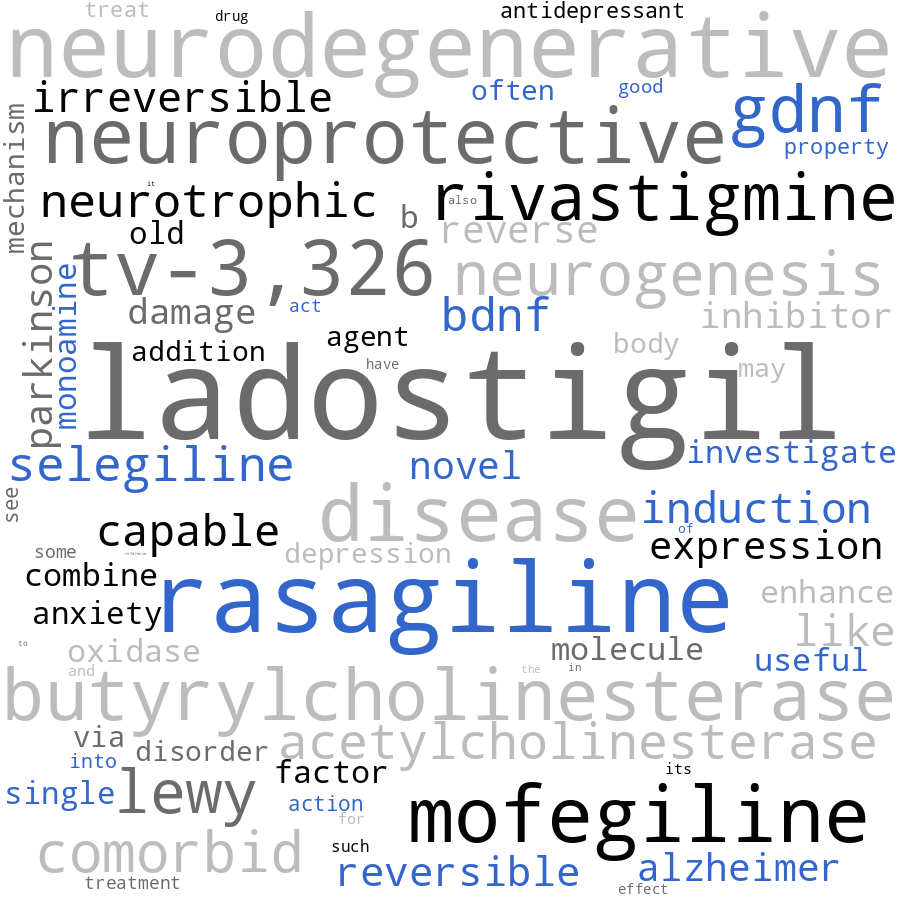 treat drug antidepressant
neurodegenerative
irreversible often good gdnf
mechanism neuroprotective property
it neurotrophic b also rivastigmine
old reverse
parkinson monoamine tv-3,326 neurogenesis
damage act bdnf inhibitor
addition agent have body may
ladostigil
selegiline novel investigate
see disease induction
capable of expression
some reference depression
combine rasagiline enhance
anxiety like
to oxidase molecule useful
and the in
butyrylcholinesterase
via disorder acetylcholinesterase
into factor its
single lewy action mofegiline
for
comorbid such
reversible alzheimer
treatment effect